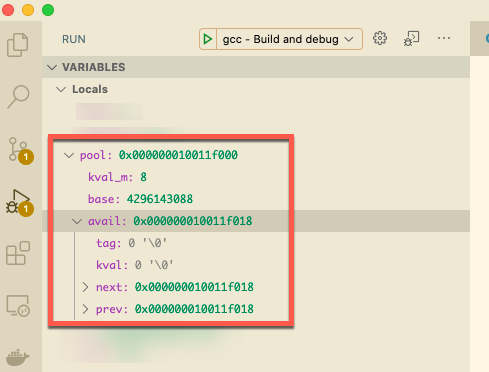 RUN
gcc - Build and debug
VARIABLES
Locals
pool: 0x000000010011f000
kval_m: 8
base: 4296143088
avail: 0x000000010011f018
tag: 0 '\0'
kval: 0 '\0'
next: 0x000000010011f018
prev: 0x000000010011f018
1
1